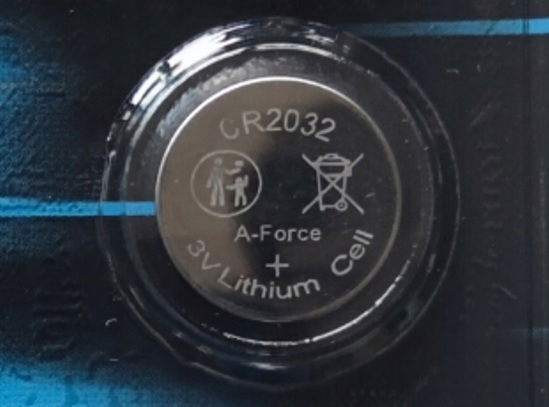 CR2032
A-Force
+
3V Lithium Cell